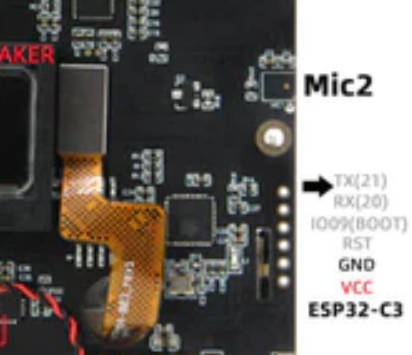 AKER
Mic2
TX(21)
RX(20)
IO09(BOOT)
RST
GND
VCC
ESP32-C3